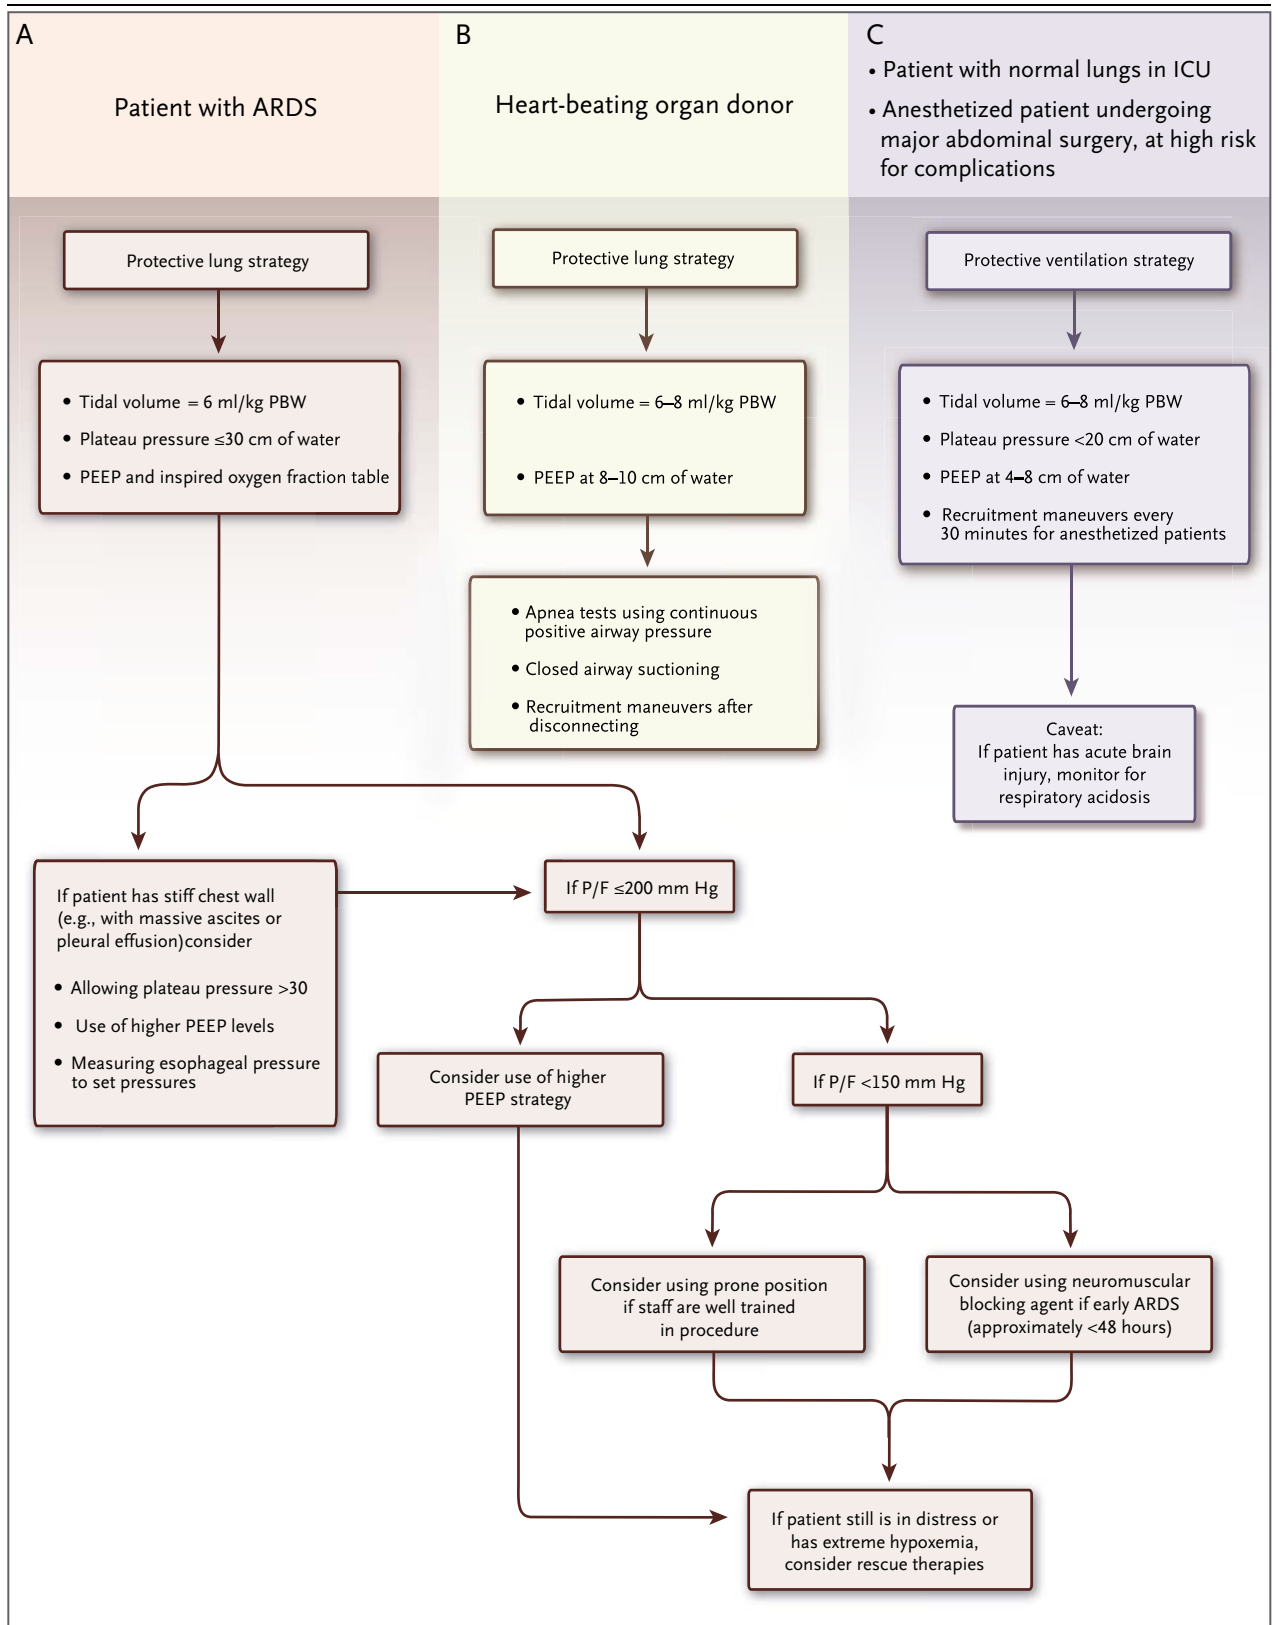 A
Patient with ARDS
Protective lung strategy
• Tidal volume = 6 ml/kg PBW
• Plateau pressure ≤30 cm of water
• PEEP and inspired oxygen fraction table
If patient has stiff chest wall
(e.g., with massive ascites or
pleural effusion)consider
• Allowing plateau pressure >30
• Use of higher PEEP levels
• Measuring esophageal pressure
to set pressures
If P/F ≤200 mm Hg
Consider use of higher
PEEP strategy
If P/F <150 mm Hg
Consider using prone position
if staff are well trained
in procedure
Consider using neuromuscular
blocking agent if early ARDS
(approximately <48 hours)
If patient still is in distress or
has extreme hypoxemia,
consider rescue therapies
B
Heart-beating organ donor
Protective lung strategy
• Tidal volume = 6–8 ml/kg PBW
• PEEP at 8–10 cm of water
• Apnea tests using continuous
positive airway pressure
• Closed airway suctioning
• Recruitment maneuvers after
disconnecting
C
• Patient with normal lungs in ICU
• Anesthetized patient undergoing
major abdominal surgery, at high risk
for complications
Protective ventilation strategy
• Tidal volume = 6–8 ml/kg PBW
• Plateau pressure <20 cm of water
• PEEP at 4–8 cm of water
• Recruitment maneuvers every
30 minutes for anesthetized patients
Caveat:
If patient has acute brain
injury, monitor for
respiratory acidosis